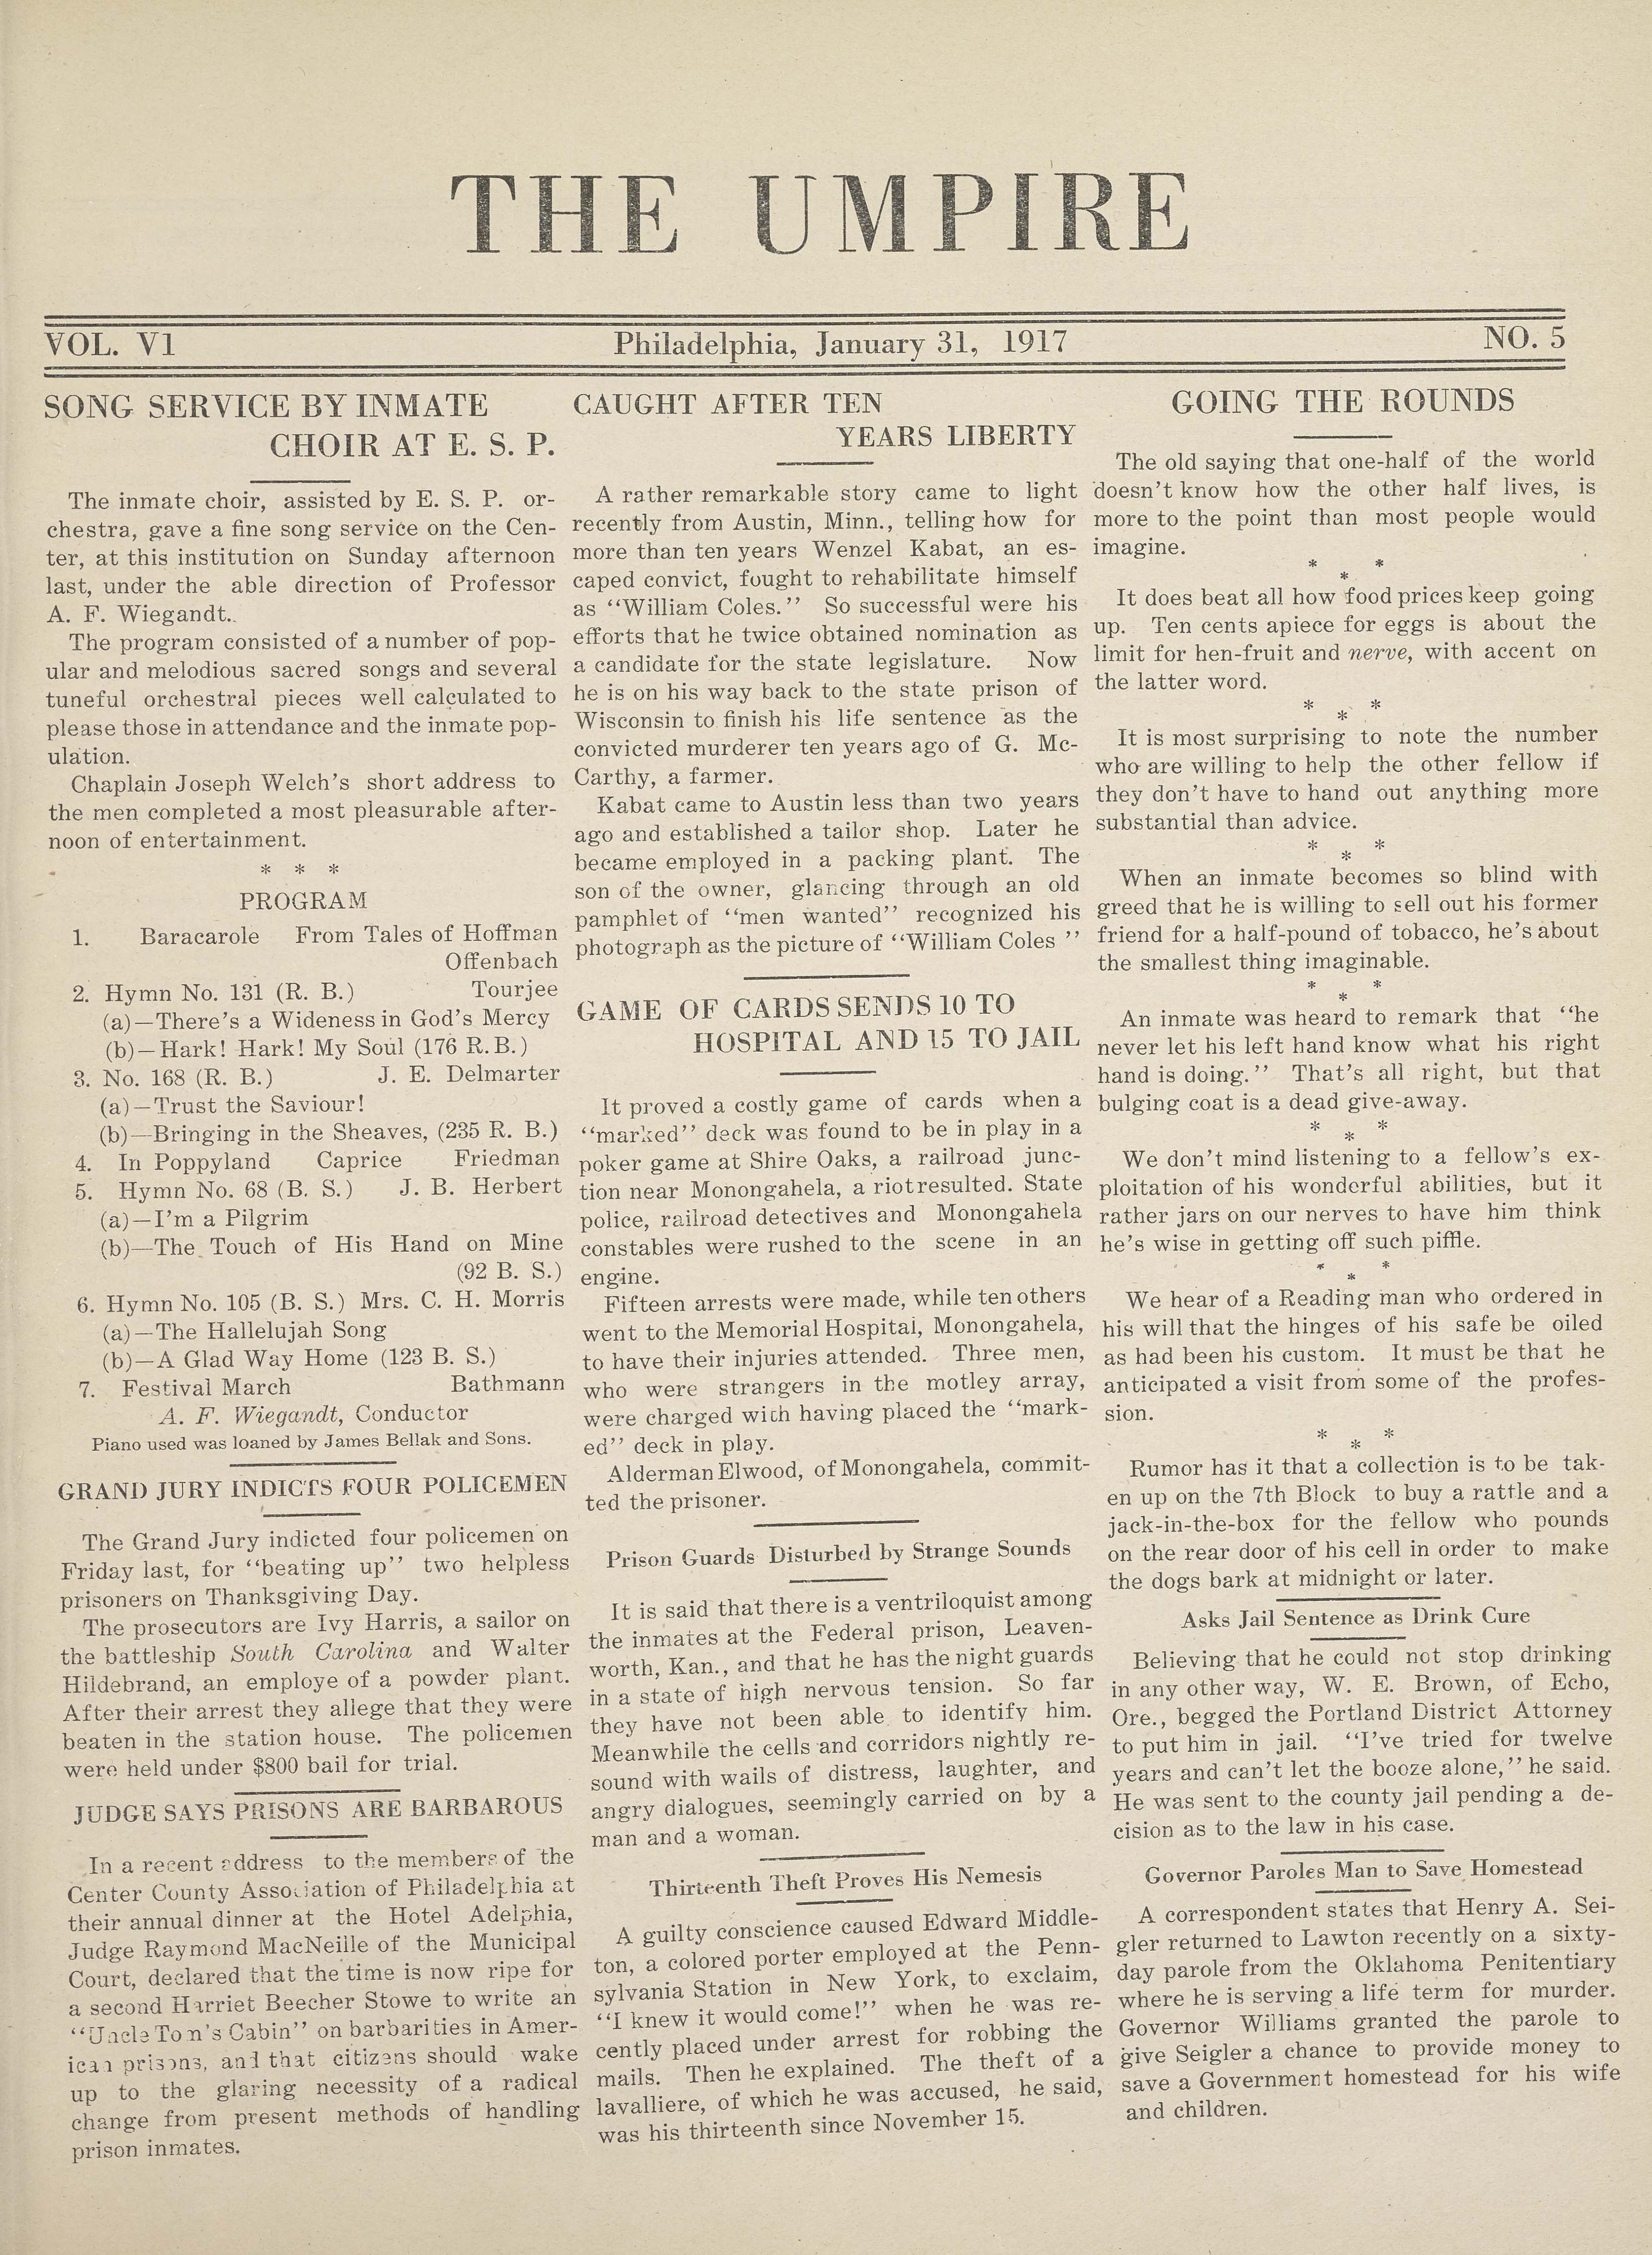 THE UMPIRE
VOL. V1
Philadelphia, January 31, 1917
NO. 5
SONG SERVICE BY INMATE
CHOIR AT E. S. P.
The inmate choir, assisted by E. S. P. or-
chestra, gave a fine song service on the Cen-
ter, at this institution on Sunday afternoon
last, under the able direction of Professor
A. F. Wiegandt.
The program consisted of a number of pop-
ular and melodious sacred songs and several
tuneful orchestral pieces well calculated to
please those in attendance and the inmate pop-
ulation.
Chaplain Joseph Welch's short address to
the men completed a most pleasurable after-
noon of entertainment.
* * *
PROGRAM
1. Baracarole From Tales of Hoffman
Offenbach
2. Hymn No. 131 (R. B.) Tourjee
(a)—There's a Wideness in God's Mercy
(b)—Hark! Hark! My Soul (176 R. B.)
3. No. 168 (R. B.) J. E. Delmarter
(a)—Trust the Saviour!
(b)—Bringing in the Sheaves, (235 R. B.)
4. In Poppyland Caprice Friedman
5. Hymn No. 68 (B. S.) J. B. Herbert
(a)—I'm a Pilgrim
(b)—The Touch of His Hand on Mine
(92 B. S.)
6. Hymn No. 105 (B. S.) Mrs. C. H. Morris
(a)—The Hallelujah Song
(b)—A Glad Way Home (123 B. S.)
7. Festival March Bathmann
A. F. Wiegandt, Conductor
Piano used was loaned by James Bellak and Sons.
GRAND JURY INDICTS FOUR POLICEMEN
The Grand Jury indicted four policemen on
Friday last, for "beating up" two helpless
prisoners on Thanksgiving Day.
The prosecutors are Ivy Harris, a sailor on
the battleship South Carolina and Walter
Hildebrand, an employe of a powder plant.
After their arrest they allege that they were
beaten in the station house. The policemen
were held under $800 bail for trial.
JUDGE SAYS PRISONS ARE BARBAROUS
In a recent address to the members of the
Center County Association of Philadelphia at
their annual dinner at the Hotel Adelphia,
Judge Raymond MacNeille of the Municipal
Court, declared that the time is now ripe for
a second Harriet Beecher Stowe to write an
"Uncle Tom's Cabin" on barbarities in Amer-
ican prisons, and that citizens should wake
up to the glaring necessity of a radical
change from present methods of handling
prison inmates.
CAUGHT AFTER TEN
YEARS LIBERTY
A rather remarkable story came to light
recently from Austin, Minn., telling how for
more than ten years Wenzel Kabat, an es-
caped convict, fought to rehabilitate himself
as "William Coles." So successful were his
efforts that he twice obtained nomination as
a candidate for the state legislature. Now
he is on his way back to the state prison of
Wisconsin to finish his life sentence as the
convicted murderer ten years ago of G. Mc-
Carthy, a farmer.
Kabat came to Austin less than two years
ago and established a tailor shop. Later he
became employed in a packing plant. The
son of the owner, glancing through an old
pamphlet of "men wanted" recognized his
photograph as the picture of "William Coles "
GAME OF CARDS SENDS 10 TO
HOSPITAL AND 15 TO JAIL
It proved a costly game of cards when a
"marked" deck was found to be in play in a
poker game at Shire Oaks, a railroad junc-
tion near Monongahela, a riot resulted. State
police, railroad detectives and Monongahela
constables were rushed to the scene in an
engine.
Fifteen arrests were made, while ten others
went to the Memorial Hospital, Monongahela,
to have their injuries attended. Three men,
who were strangers in the motley array,
were charged with having placed the "mark-
ed" deck in play.
Alderman Elwood, of Monongahela, commit-
ted the prisoner.
Prison Guards Disturbed by Strange Sounds
It is said that there is a ventriloquist among
the inmates at the Federal prison, Leaven-
worth, Kan., and that he has the night guards
in a state of high nervous tension. So far
they have not been able to identify him.
Meanwhile the cells and corridors nightly re-
sound with wails of distress, laughter, and
angry dialogues, seemingly carried on by a
man and a woman.
Thirteenth Theft Proves His Nemesis
A guilty conscience caused Edward Middle-
ton, a colored porter employed at the Penn-
sylvania Station in New York, to exclaim,
"I knew it would come!" when he was re-
cently placed under arrest for robbing the
mails. Then he explained. The theft of a
lavalliere, of which he was accused, he said,
was his thirteenth since November 15.
GOING THE ROUNDS
The old saying that one-half of the world
doesn't know how the other half lives, is
more to the point than most people would
imagine.
* * *
It does beat all how food prices keep going
up. Ten cents apiece for eggs is about the
limit for hen-fruit and nerve, with accent on
the latter word.
* * *
It is most surprising to note the number
who are willing to help the other fellow if
they don't have to hand out anything more
substantial than advice.
* * *
When an inmate becomes so blind with
greed that he is willing to sell out his former
friend for a half-pound of tobacco, he's about
the smallest thing imaginable.
* * *
An inmate was heard to remark that "he
never let his left hand know what his right
hand is doing." That's all right, but that
bulging coat is a dead give-away.
* * *
We don't mind listening to a fellow's ex-
ploitation of his wonderful abilities, but it
rather jars on our nerves to have him think
he's wise in getting off such piffle.
* * *
We hear of a Reading man who ordered in
his will that the hinges of his safe be oiled
as had been his custom. It must be that he
anticipated a visit from some of the profes-
sion.
* * *
Rumor has it that a collection is to be tak-
en up on the 7th Block to buy a rattle and a
jack-in-the-box for the fellow who pounds
on the rear door of his cell in order to make
the dogs bark at midnight or later.
Asks Jail Sentence as Drink Cure
Believing that he could not stop drinking
in any other way, W. E. Brown, of Echo,
Ore., begged the Portland District Attorney
to put him in jail. "I've tried for twelve
years and can't let the booze alone," he said.
He was sent to the county jail pending a de-
cision as to the law in his case.
Governor Paroles Man to Save Homestead
A correspondent states that Henry A. Sei-
gler returned to Lawton recently on a sixty-
day parole from the Oklahoma Penitentiary
where he is serving a life term for murder.
Governor Williams granted the parole to
give Seigler a chance to provide money to
save a Government homestead for his wife
and children.